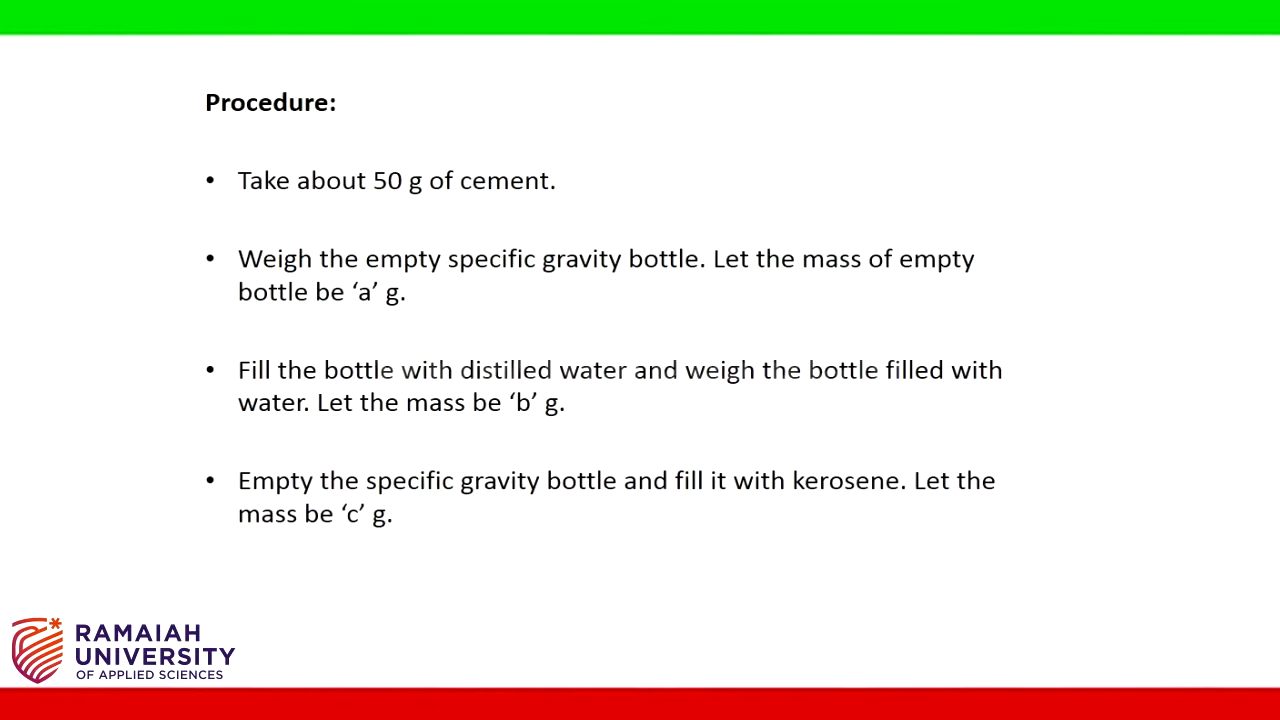 Procedure:
• Take about 50 g of cement.
• Weigh the empty specific gravity bottle. Let the mass of empty
bottle be ‘a’ g.
• Fill the bottle with distilled water and weigh the bottle filled with
water. Let the mass be ‘b’ g.
• Empty the specific gravity bottle and fill it with kerosene. Let the
mass be ‘c’ g.
RAMAIAH
UNIVERSITY
OF APPLIED SCIENCES